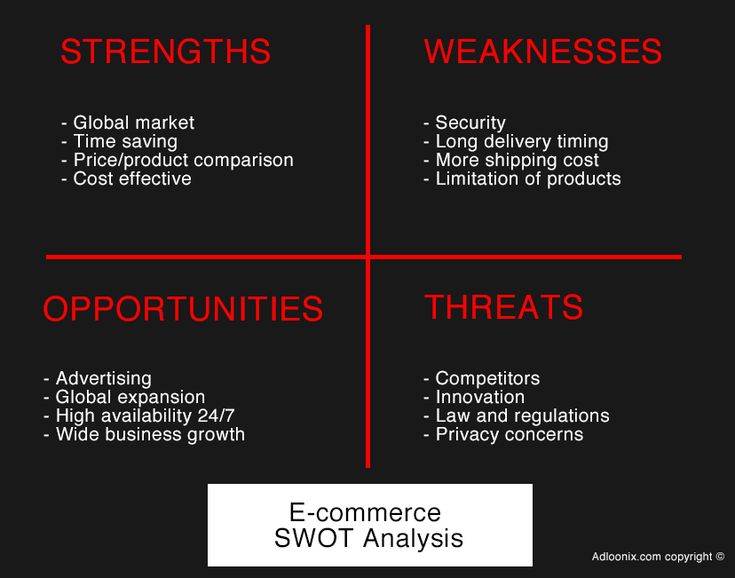 STRENGTHS
- Global market
- Time saving
- Price/product comparison
- Cost effective
WEAKNESSES
- Security
- Long delivery timing
- More shipping cost
- Limitation of products
OPPORTUNITIES
- Advertising
- Global expansion
- High availability 24/7
- Wide business growth
THREATS
- Competitors
- Innovation
- Law and regulations
- Privacy concerns
E-commerce
SWOT Analysis
Adloonix.com copyright ©